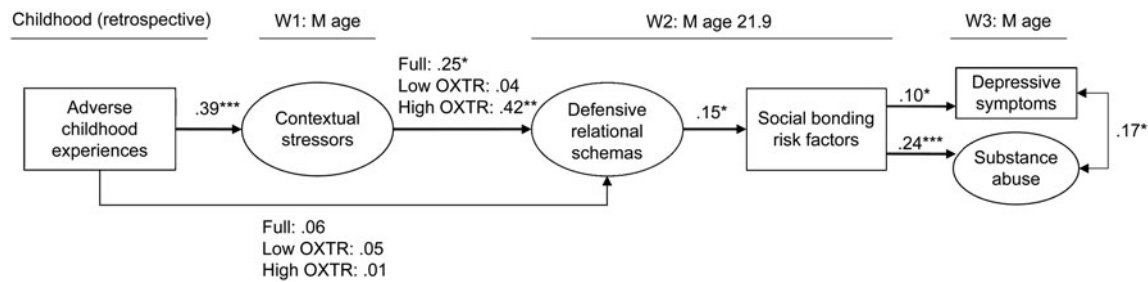 Childhood (retrospective)
W1: M age
W2: M age 21.9
W3: M age
Full: .25*
Low OXTR: .04
High OXTR: .42**
Adverse
childhood
experiences
.39***
Contextual
stressors
Defensive
relational
schemas
.15*
Social bonding
risk factors
.10*
.24***
Depressive
symptoms
Substance
abuse
.17*
Full: .06
Low OXTR: .05
High OXTR: .01